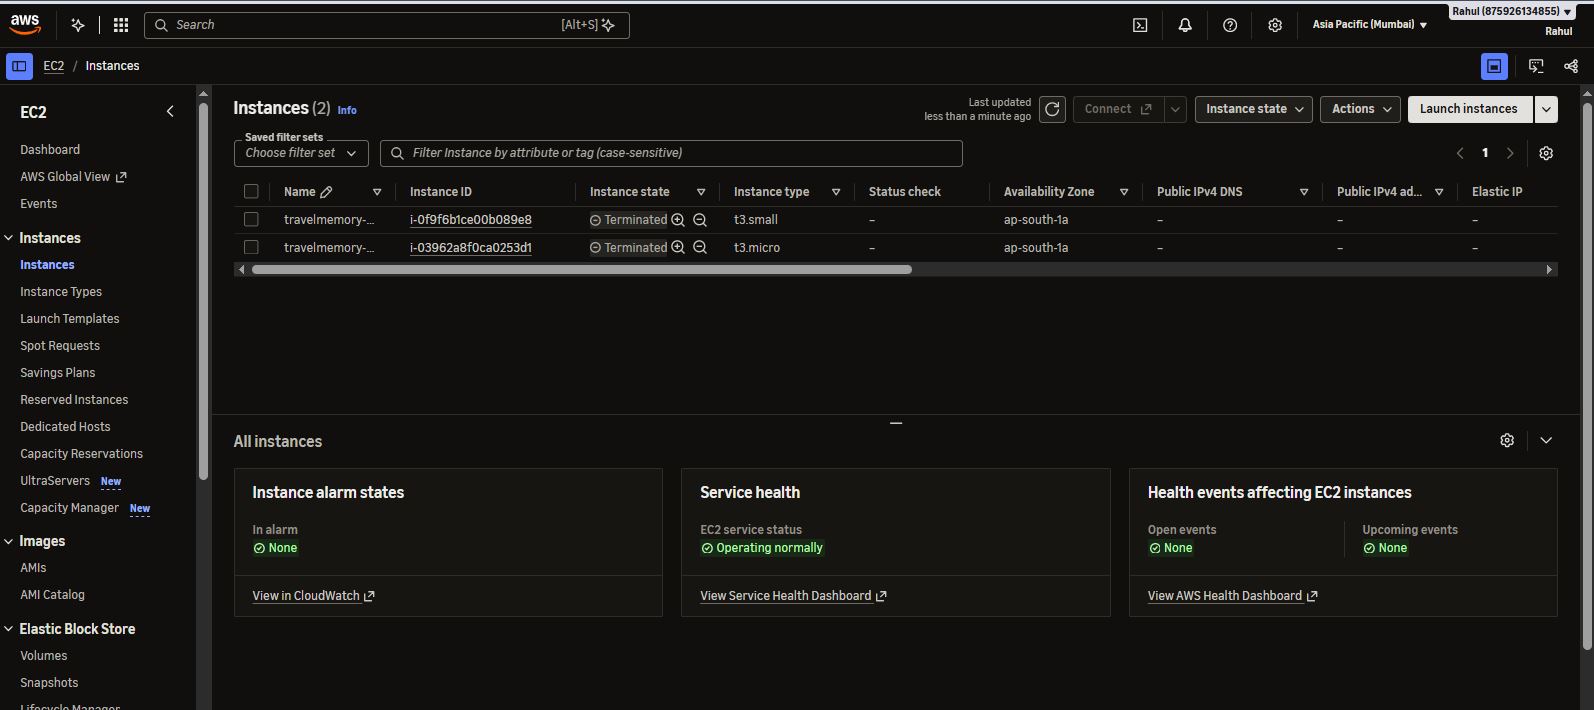 aws
Search [Alt+S]
Asia Pacific (Mumbai)
Rahul (875926134855)
Rahul
EC2 / Instances
EC2
Dashboard
AWS Global View
Events
Instances
Instances
Instance Types
Launch Templates
Spot Requests
Savings Plans
Reserved Instances
Dedicated Hosts
Capacity Reservations
UltraServers New
Capacity Manager New
Images
AMIs
AMI Catalog
Elastic Block Store
Volumes
Snapshots
Lifecycle Manager
Instances (2) Info
Last updated
less than a minute ago
Connect
Instance state
Actions
Launch instances
Saved filter sets
Choose filter set
Filter Instance by attribute or tag (case-sensitive)
1
Name Instance ID Instance state Instance type Status check Availability Zone Public IPv4 DNS Public IPv4 ad... Elastic IP
travelmemory-... i-0f9f6b1ce00b089e8 Terminated t3.small – ap-south-1a – – –
travelmemory-... i-03962a8f0ca0253d1 Terminated t3.micro – ap-south-1a – – –
All instances
Instance alarm states
In alarm
None
View in CloudWatch
Service health
EC2 service status
Operating normally
View Service Health Dashboard
Health events affecting EC2 instances
Open events Upcoming events
None None
View AWS Health Dashboard